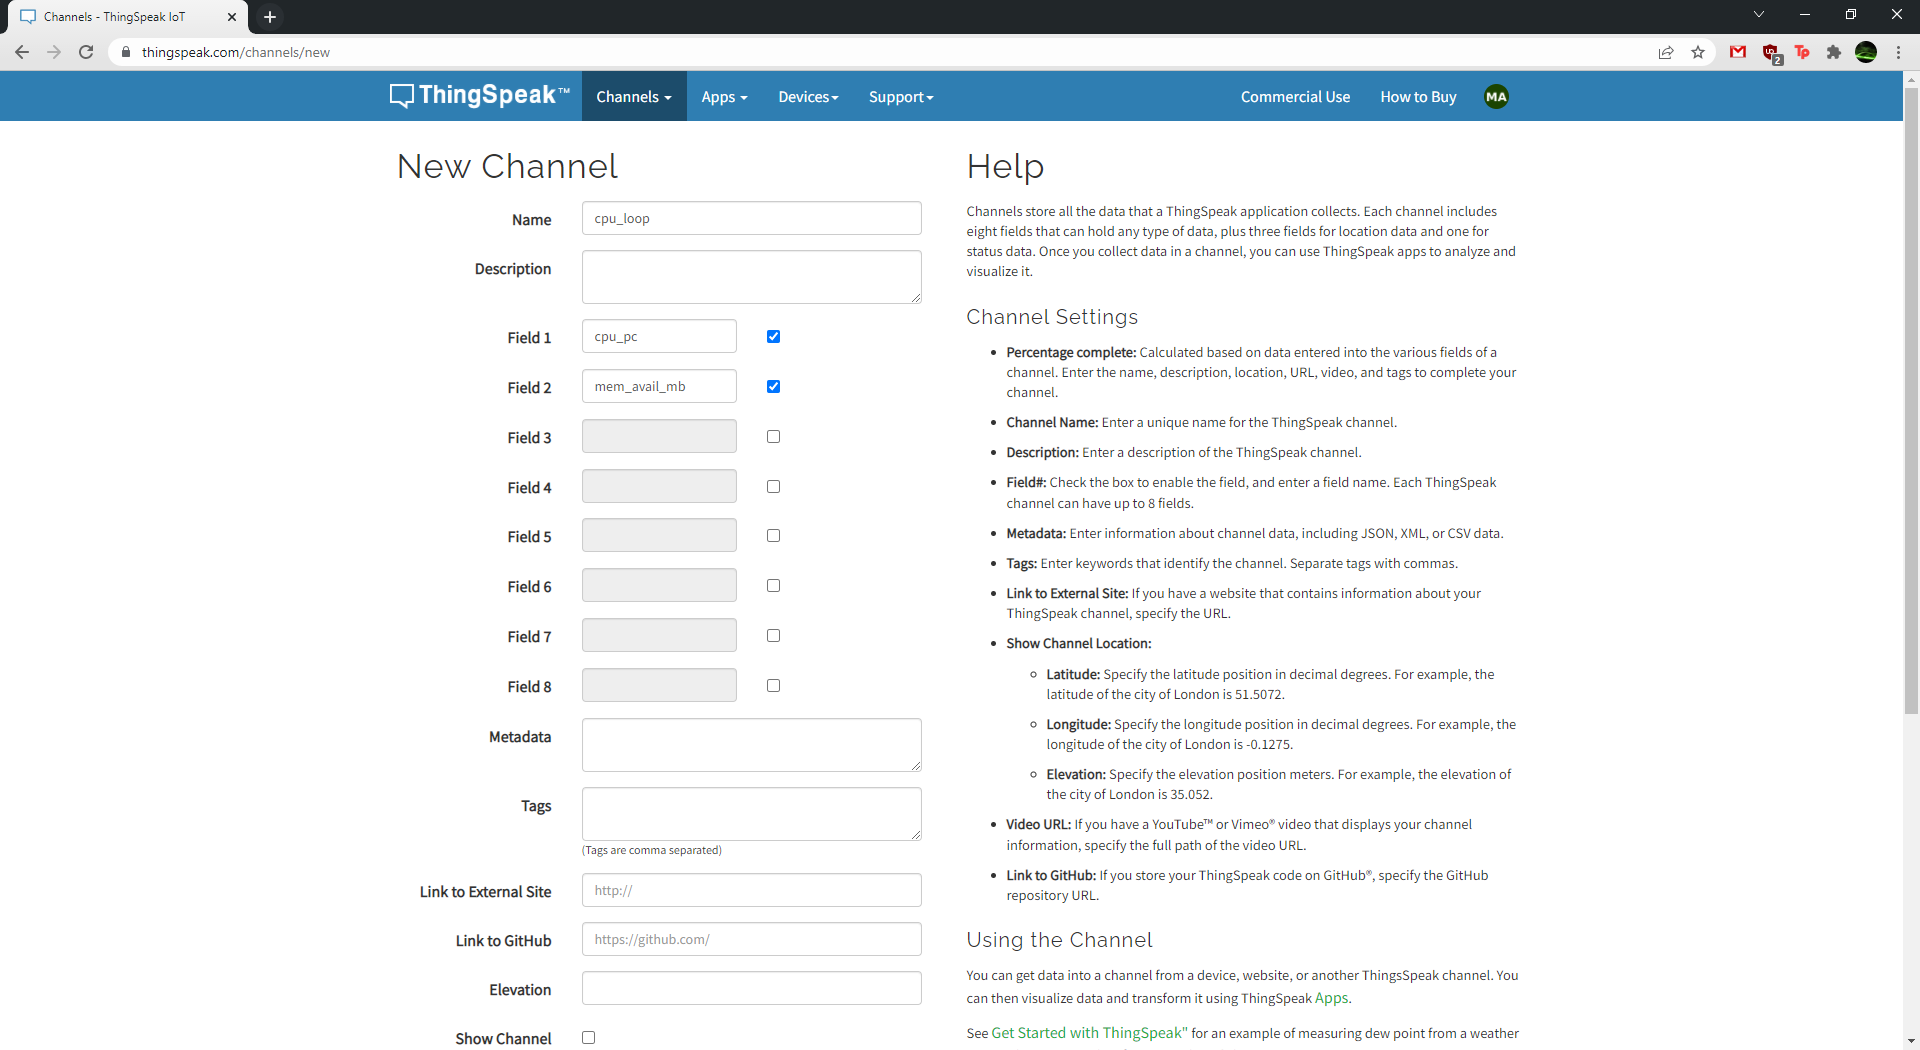 Channels - ThingSpeak IoT
thingspeak.com/channels/new
2
ThingSpeak™
Channels
Apps
Devices
Support
Commercial Use
How to Buy
MA
New Channel
Name
cpu_loop
Description
Field 1
cpu_pc
Field 2
mem_avail_mb
Field 3
Field 4
Field 5
Field 6
Field 7
Field 8
Metadata
Tags
(Tags are comma separated)
Link to External Site
http://
Link to GitHub
https://github.com/
Elevation
Show Channel
Help
Channels store all the data that a ThingSpeak application collects. Each channel includes
eight fields that can hold any type of data, plus three fields for location data and one for
status data. Once you collect data in a channel, you can use ThingSpeak apps to analyze and
visualize it.
Channel Settings
• Percentage complete: Calculated based on data entered into the various fields of a
channel. Enter the name, description, location, URL, video, and tags to complete your
channel.
• Channel Name: Enter a unique name for the ThingSpeak channel.
• Description: Enter a description of the ThingSpeak channel.
• Field#: Check the box to enable the field, and enter a field name. Each ThingSpeak
channel can have up to 8 fields.
• Metadata: Enter information about channel data, including JSON, XML, or CSV data.
• Tags: Enter keywords that identify the channel. Separate tags with commas.
• Link to External Site: If you have a website that contains information about your
ThingSpeak channel, specify the URL.
• Show Channel Location:
◦ Latitude: Specify the latitude position in decimal degrees. For example, the
latitude of the city of London is 51.5072.
◦ Longitude: Specify the longitude position in decimal degrees. For example, the
longitude of the city of London is -0.1275.
◦ Elevation: Specify the elevation position meters. For example, the elevation of
the city of London is 35.052.
• Video URL: If you have a YouTube™ or Vimeo® video that displays your channel
information, specify the full path of the video URL.
• Link to GitHub: If you store your ThingSpeak code on GitHub®, specify the GitHub
repository URL.
Using the Channel
You can get data into a channel from a device, website, or another ThingsSpeak channel. You
can then visualize data and transform it using ThingSpeak Apps.
See Get Started with ThingSpeak" for an example of measuring dew point from a weather